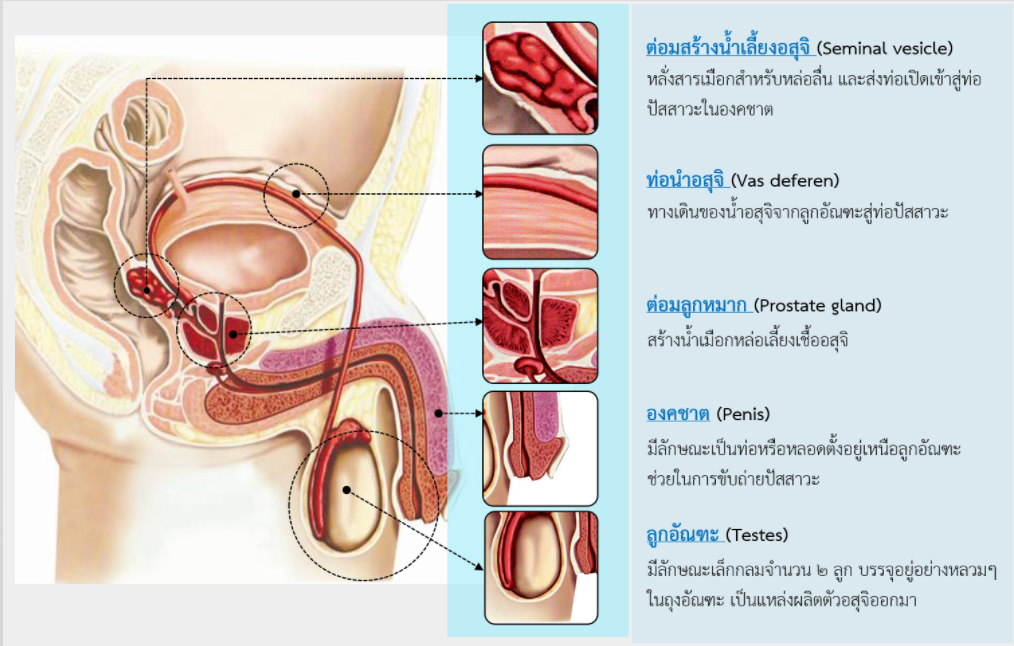 ต่อมสร้างน้ำเลี้ยงอสุจิ (Seminal vesicle)
หลั่งสารเมือกสำหรับหล่อลื่น และส่งท่อเปิดเข้าสู่ท่อ
ปัสสาวะในองคชาต
ท่อนำอสุจิ (Vas deferen)
ทางเดินของน้ำอสุจิจากลูกอัณฑะสู่ท่อปัสสาวะ
ต่อมลูกหมาก (Prostate gland)
สร้างน้ำเมือกหล่อเลี้ยงเชื้ออสุจิ
องคชาต (Penis)
มีลักษณะเป็นท่อหรือหลอดตั้งอยู่เหนือลูกอัณฑะ
ช่วยในการขับถ่ายปัสสาวะ
ลูกอัณฑะ (Testes)
มีลักษณะเล็กกลมจำนวน ๒ ลูก บรรจุอยู่อย่างหลวมๆ
ในถุงอัณฑะ เป็นแหล่งผลิตตัวอสุจิออกมา